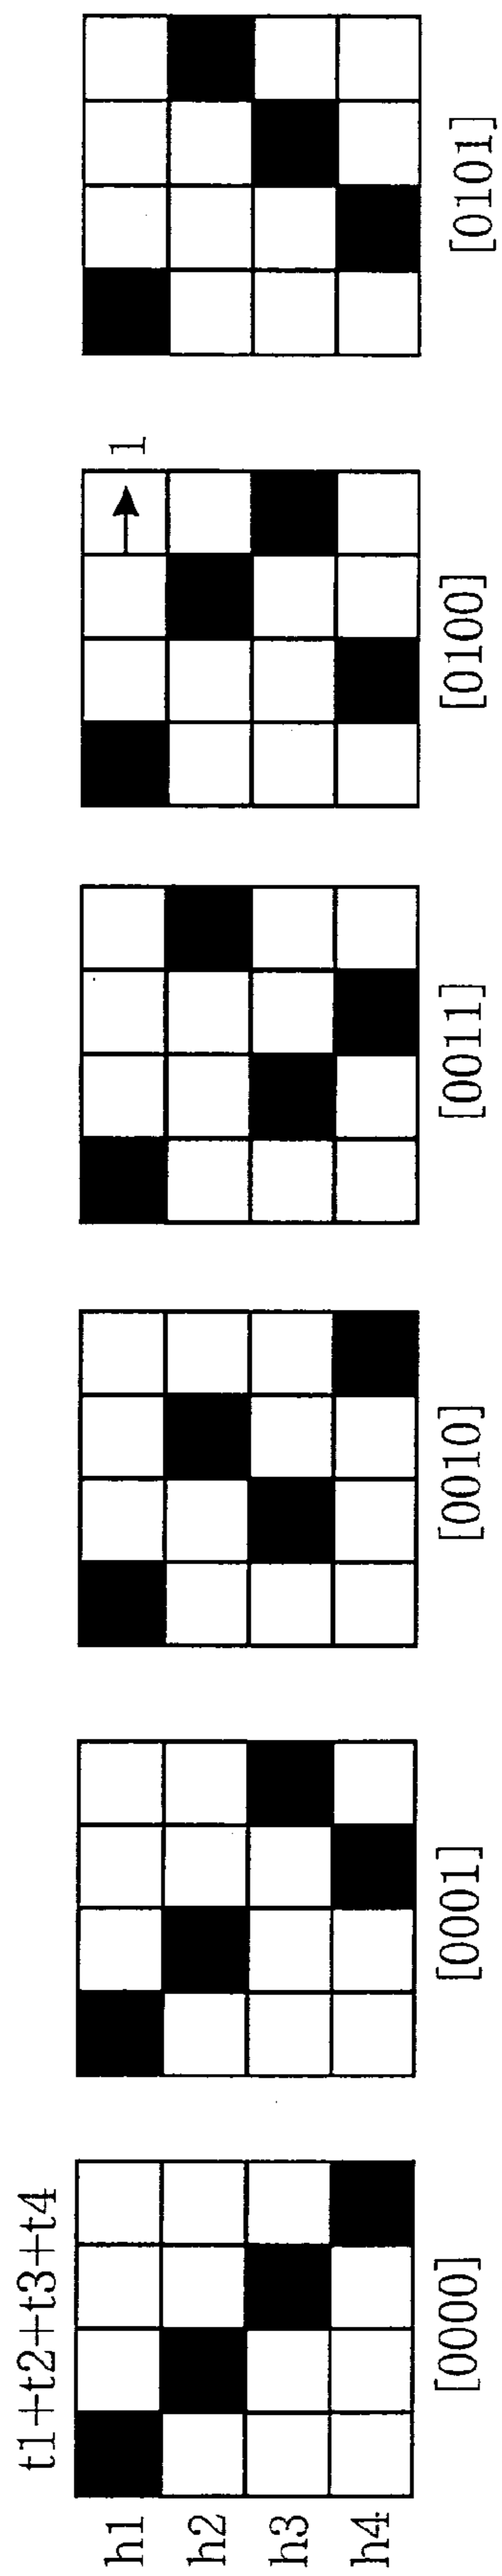 t1+t2+t3+t4
h1
h2
h3
h4
1
[0000]
[0001]
[0010]
[0011]
[0100]
[0101]